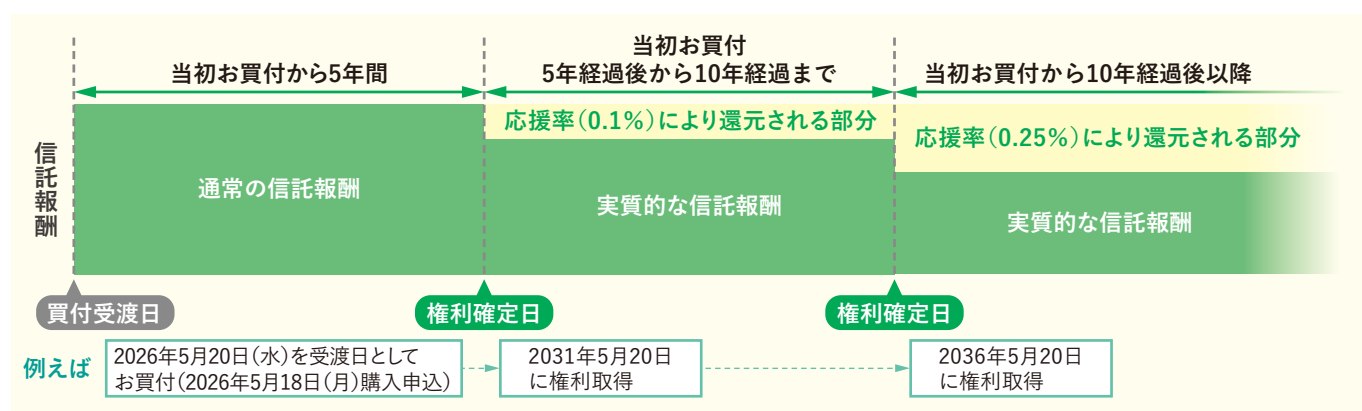 当初お買付から5年間
当初お買付
5年経過後から10年経過まで
当初お買付から10年経過後以降
信託報酬
通常の信託報酬
応援率（0.1%）により還元される部分
実質的な信託報酬
応援率（0.25%）により還元される部分
実質的な信託報酬
買付受渡日
権利確定日
権利確定日
例えば
2026年5月20日（水）を受渡日として
お買付（2026年5月18日（月）購入申込）
2031年5月20日
に権利取得
2036年5月20日
に権利取得